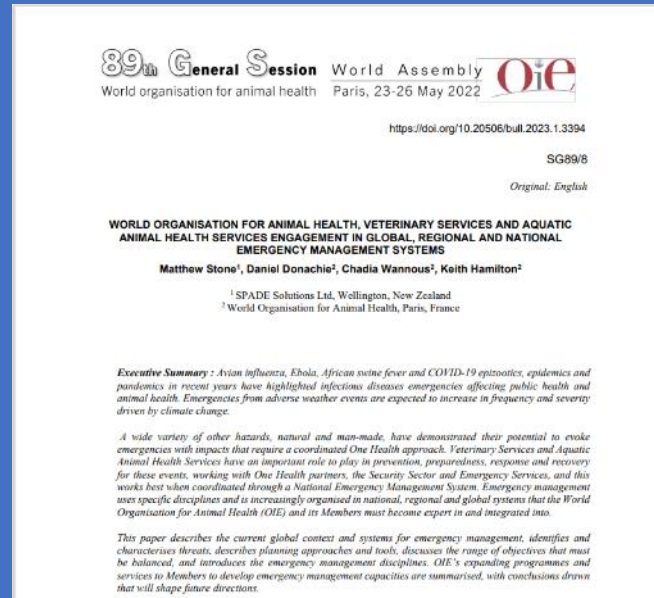 89th General Session World Assembly
World organisation for animal health Paris, 23-26 May 2022
OiE
https://doi.org/10.20506/bull.2023.1.3394
SG89/8
Original: English
WORLD ORGANISATION FOR ANIMAL HEALTH, VETERINARY SERVICES AND AQUATIC
ANIMAL HEALTH SERVICES ENGAGEMENT IN GLOBAL, REGIONAL AND NATIONAL
EMERGENCY MANAGEMENT SYSTEMS
Matthew Stone¹, Daniel Donachie², Chadia Wannous², Keith Hamilton²
¹ SPADE Solutions Ltd, Wellington, New Zealand
² World Organisation for Animal Health, Paris, France
Executive Summary : Avian influenza, Ebola, African swine fever and COVID-19 epizootics, epidemics and
pandemics in recent years have highlighted infectious diseases emergencies affecting public health and
animal health. Emergencies from adverse weather events are expected to increase in frequency and severity
driven by climate change.
A wide variety of other hazards, natural and man-made, have demonstrated their potential to evoke
emergencies with impacts that require a coordinated One Health approach. Veterinary Services and Aquatic
Animal Health Services have an important role to play in prevention, preparedness, response and recovery
for these events, working with One Health partners, the Security Sector and Emergency Services, and this
works best when coordinated through a National Emergency Management System. Emergency management
uses specific disciplines and is increasingly organised in national, regional and global systems that the World
Organisation for Animal Health (OIE) and its Members must become expert in and integrated into.
This paper describes the current global context and systems for emergency management, identifies and
characterises threats, describes planning approaches and tools, discusses the range of objectives that must
be balanced, and introduces the emergency management disciplines. OIE's expanding programmes and
services to Members to develop emergency management capacities are summarised, with conclusions drawn
that will shape future directions.